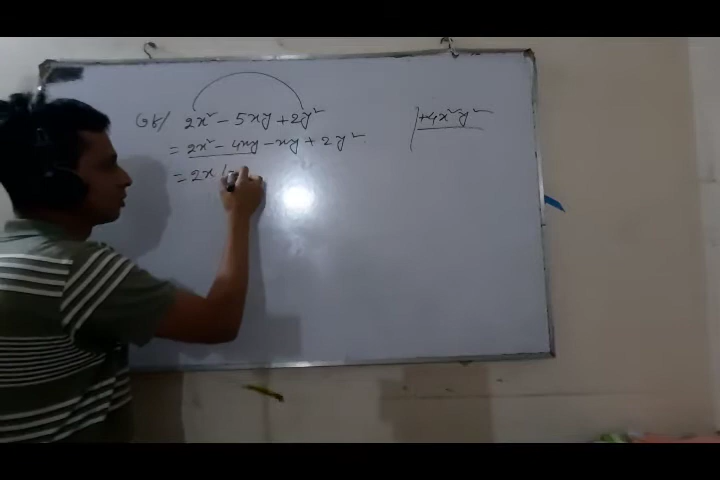 2x² - 5xy + 2y²
= 2x² - 4xy - xy + 2y²
= 2x (
+4x²y²